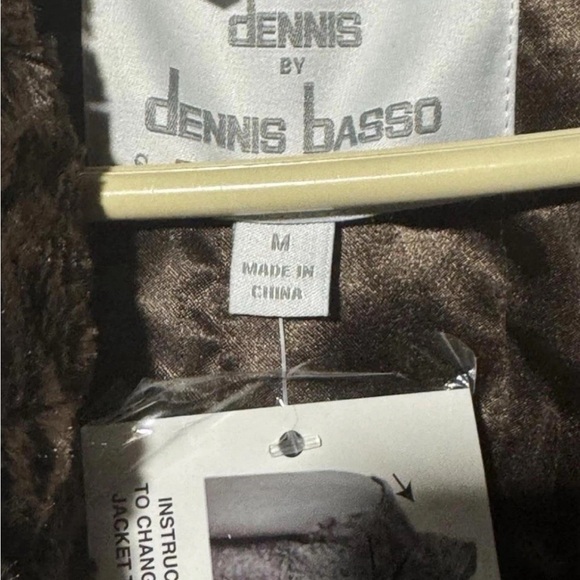 dENNIS
BY
dENNIS basso
M
MADE IN
CHINA
INSTRUC
TO CHANG
JACKET T